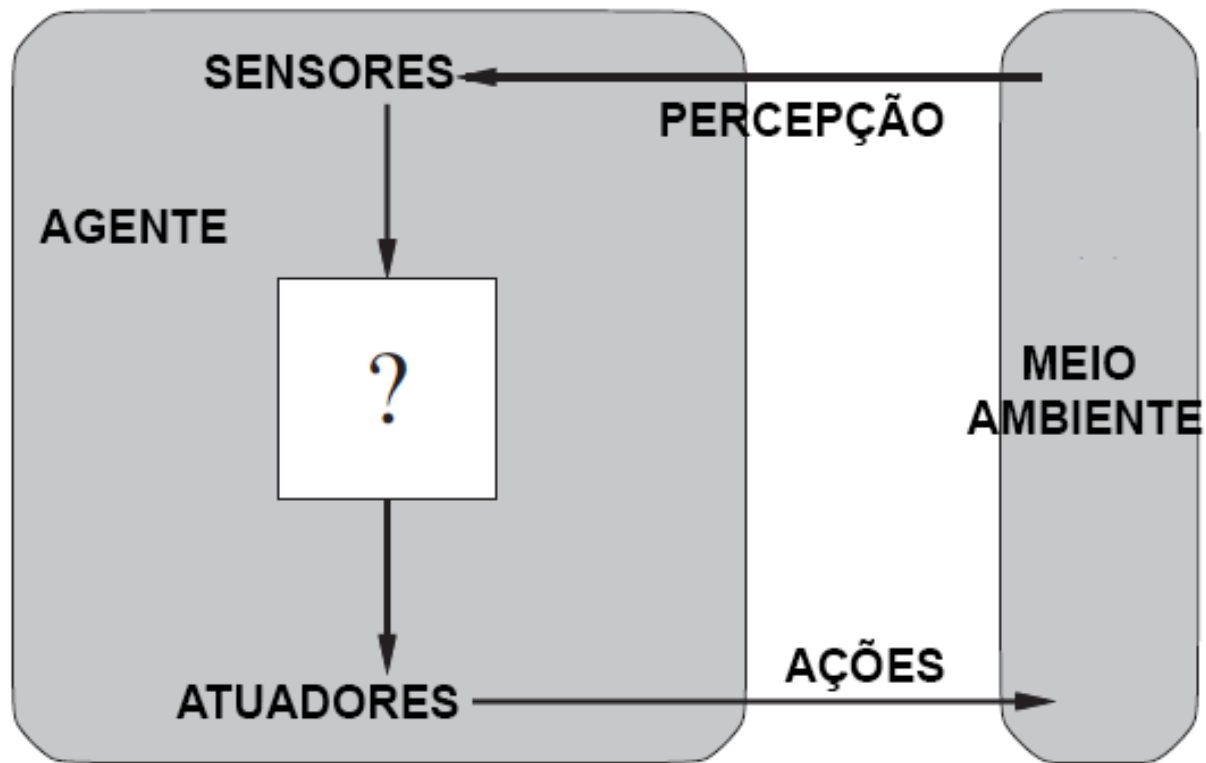 SENSORES
PERCEPÇÃO
AGENTE
?
MEIO
AMBIENTE
AÇÕES
ATUADORES